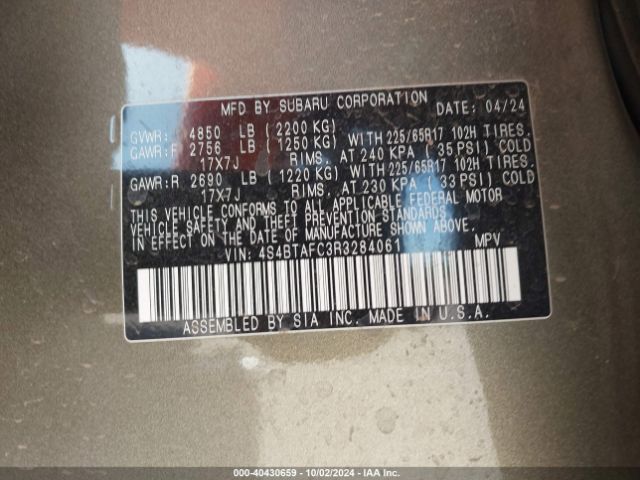 MFD BY SUBARU CORPORATION DATE: 04/24
GVWR: 4850 LB (2200 KG)
GAWR:F 2756 LB (1250 KG) WITH 225/65R17 102H TIRES.
17X7J RIMS. AT 240 KPA (35 PSI) COLD
GAWR:R 2690 LB (1220 KG) WITH 225/65R17 102H TIRES.
17X7J RIMS. AT 230 KPA (33 PSI) COLD
THIS VEHICLE CONFORMS TO ALL APPLICABLE FEDERAL MOTOR
VEHICLE SAFETY AND THEFT PREVENTION STANDARDS
IN EFFECT ON THE DATE OF MANUFACTURE SHOWN ABOVE.
VIN: 4S4BTAFC3R3284061 MPV
ASSEMBLED BY SIA INC. MADE IN U.S.A.
000-40430659 - 10/02/2024 - IAA Inc.